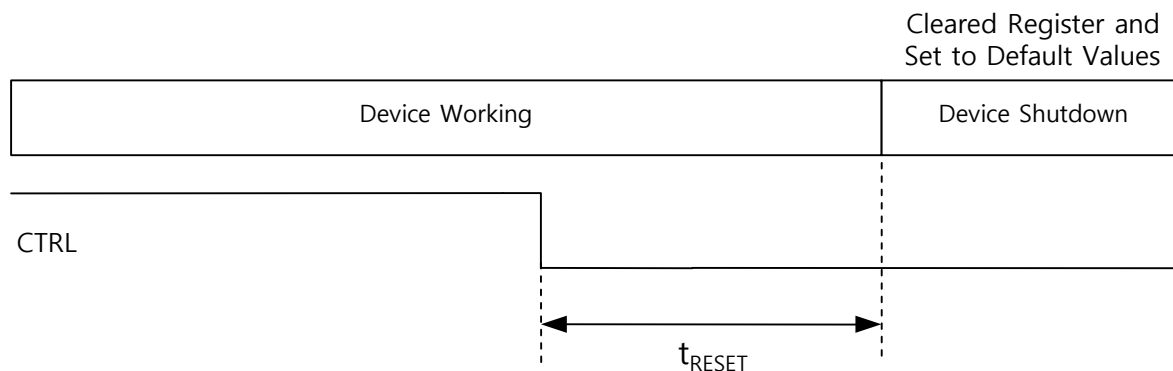 Cleared Register and
Set to Default Values
Device Working
Device Shutdown
CTRL
tRESET